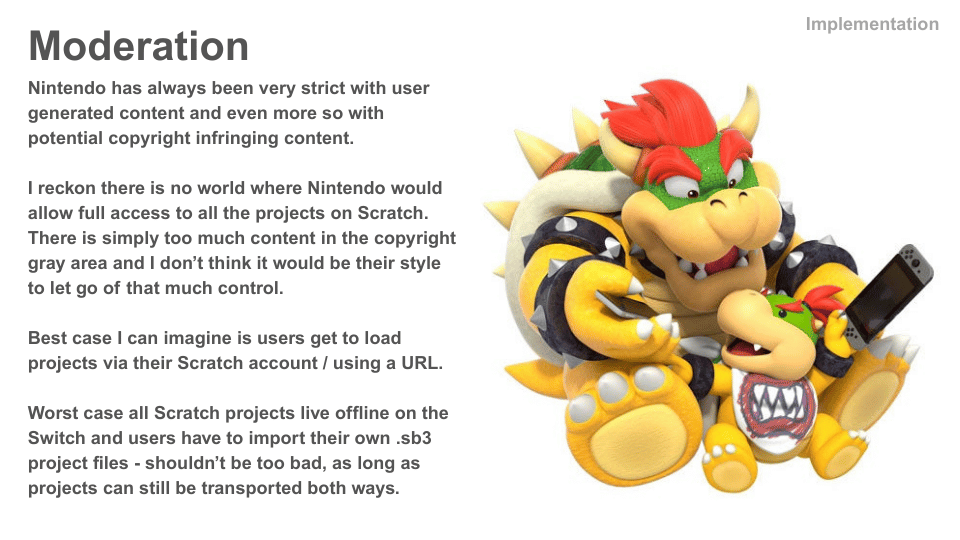 Implementation
Moderation
Nintendo has always been very strict with user
generated content and even more so with
potential copyright infringing content.
I reckon there is no world where Nintendo would
allow full access to all the projects on Scratch.
There is simply too much content in the copyright
gray area and I don’t think it would be their style
to let go of that much control.
Best case I can imagine is users get to load
projects via their Scratch account / using a URL.
Worst case all Scratch projects live offline on the
Switch and users have to import their own .sb3
project files - shouldn’t be too bad, as long as
projects can still be transported both ways.